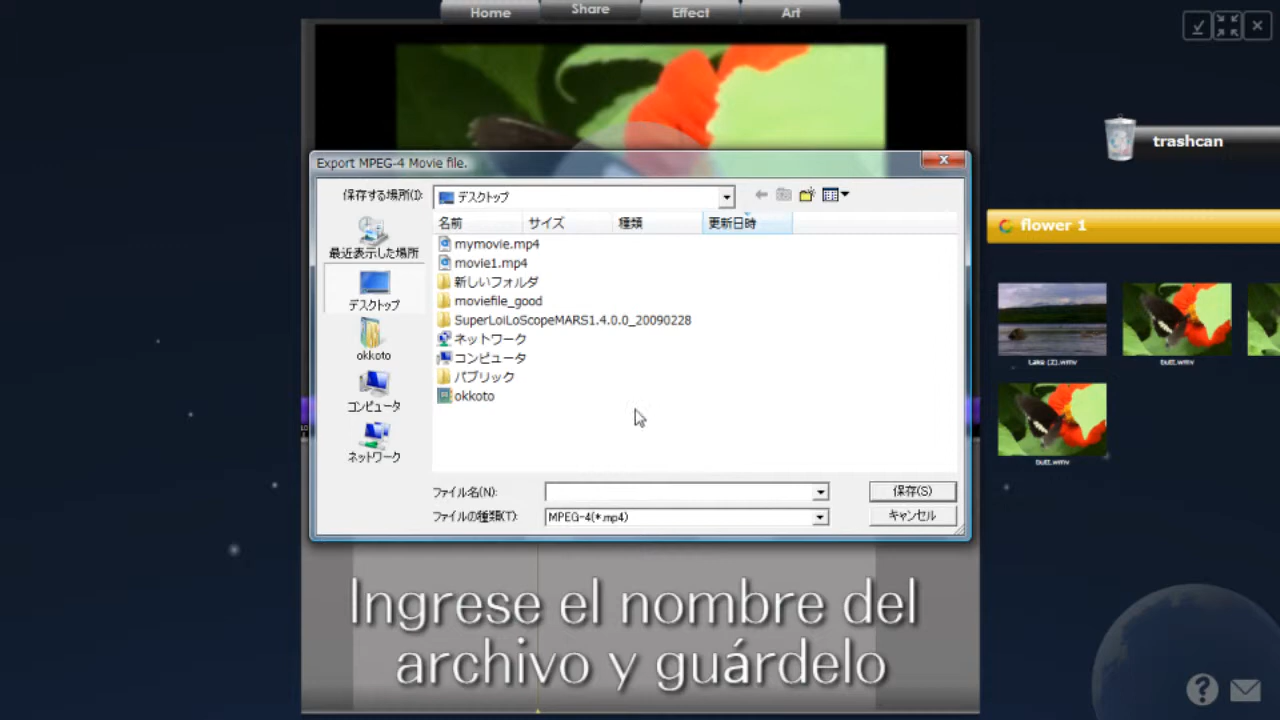 Home
Share
Effect
Art
trashcan
flower 1
Export MPEG-4 Movie file.
保存する場所(I):
デスクトップ
名前
サイズ
種類
更新日時
最近表示した場所
デスクトップ
okkoto
コンピュータ
ネットワーク
mymovie.mp4
movie1.mp4
新しいフォルダ
moviefile_good
SuperLoiLoScopeMARS1.4.0.0_20090228
ネットワーク
コンピュータ
パブリック
okkoto
ファイル名(N):
保存(S)
ファイルの種類(T):
MPEG-4(*.mp4)
キャンセル
Lake (2).wmv
butt.wmv
butt.wmv
Ingrese el nombre del
archivo y guárdelo